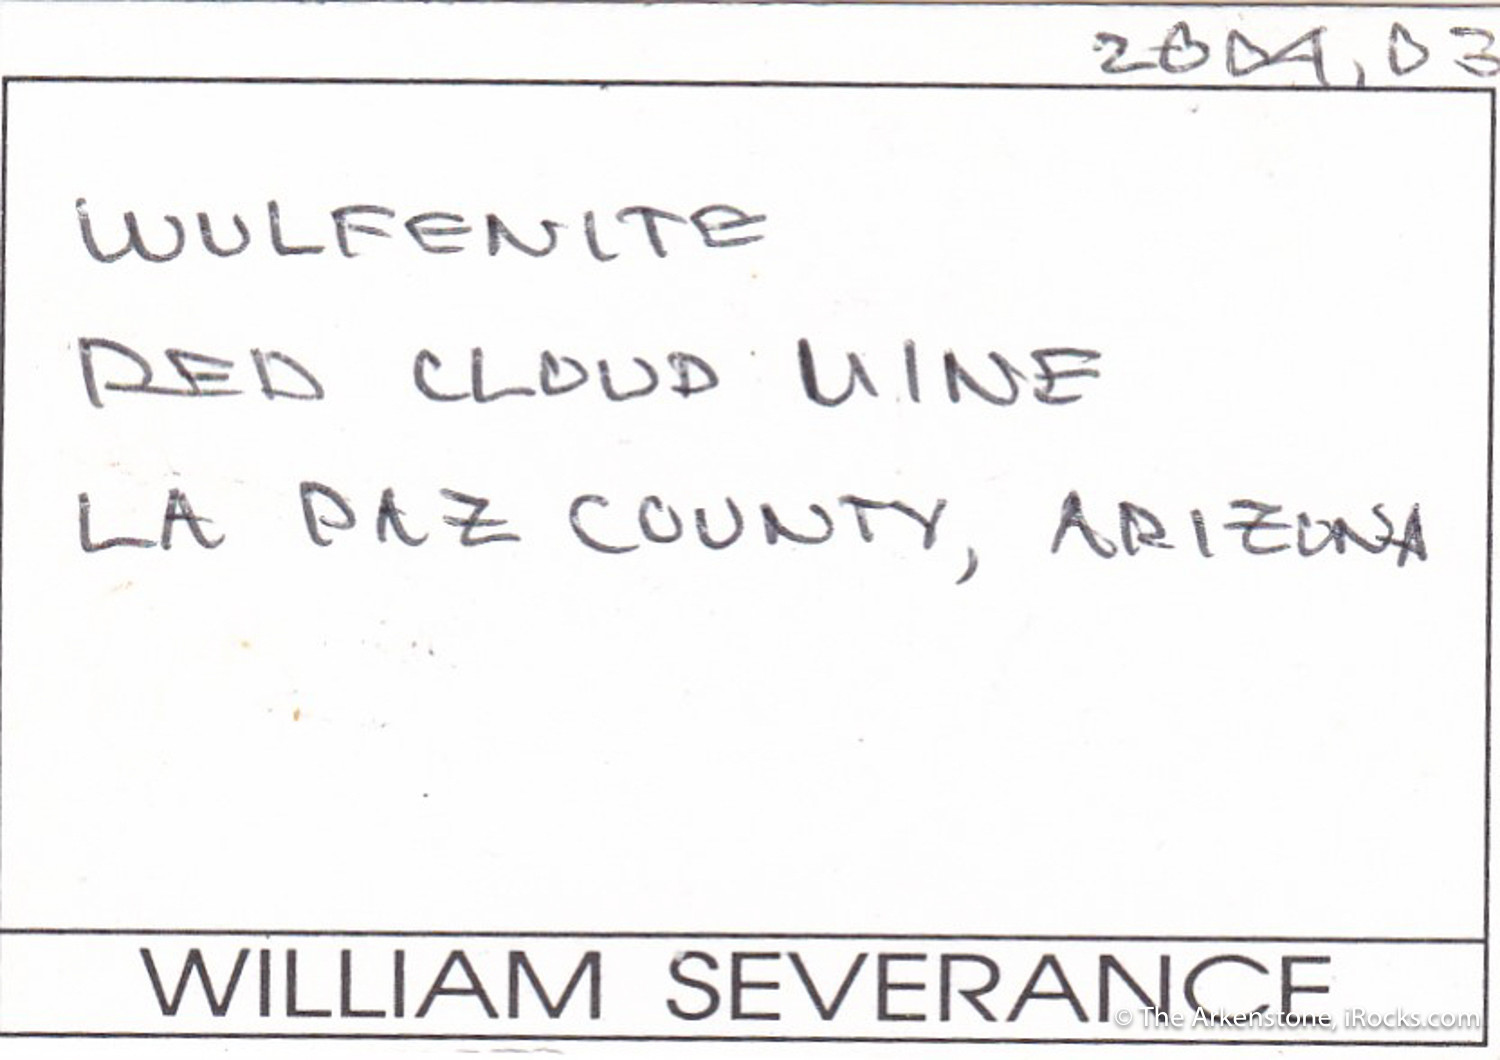 2004.03
WULFENITE
RED CLOUD MINE
LA PAZ COUNTY, ARIZONA
WILLIAM SEVERANCE
© The Arkenstone, iRocks.com